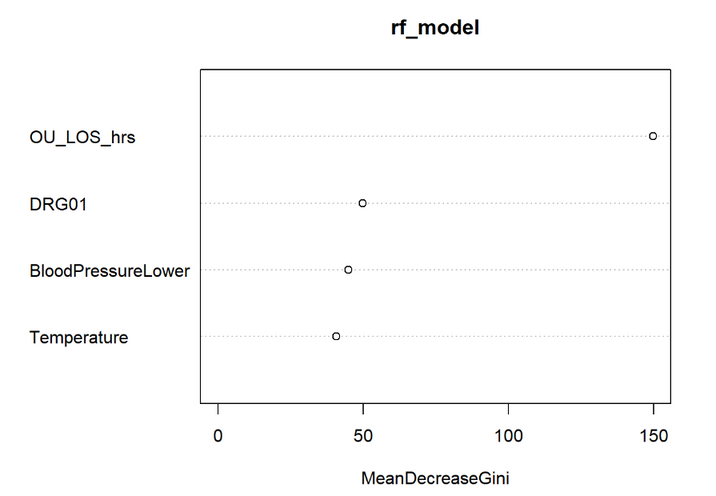 rf_model
OU_LOS_hrs
DRG01
BloodPressureLower
Temperature
0 50 100 150
MeanDecreaseGini